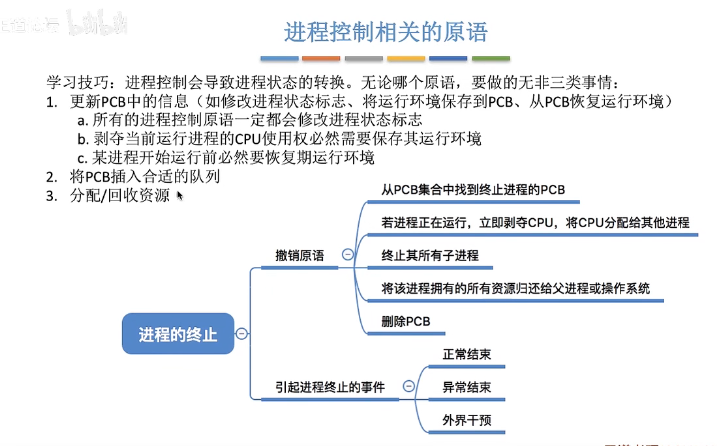 进程控制相关的原语
学习技巧：进程控制会导致进程状态的转换。无论哪个原语，要做的无非三类事情：
1. 更新PCB中的信息（如修改进程状态标志、将运行环境保存到PCB、从PCB恢复运行环境）
a. 所有的进程控制原语一定都会修改进程状态标志
b. 剥夺当前运行进程的CPU使用权必然需要保存其运行环境
c. 某进程开始运行前必然要恢复期运行环境
2. 将PCB插入合适的队列
3. 分配/回收资源
从PCB集合中找到终止进程的PCB
若进程正在运行，立即剥夺CPU，将CPU分配给其他进程
撤销原语
终止其所有子进程
将该进程拥有的所有资源归还给父进程或操作系统
删除PCB
进程的终止
正常结束
引起进程终止的事件
异常结束
外界干预